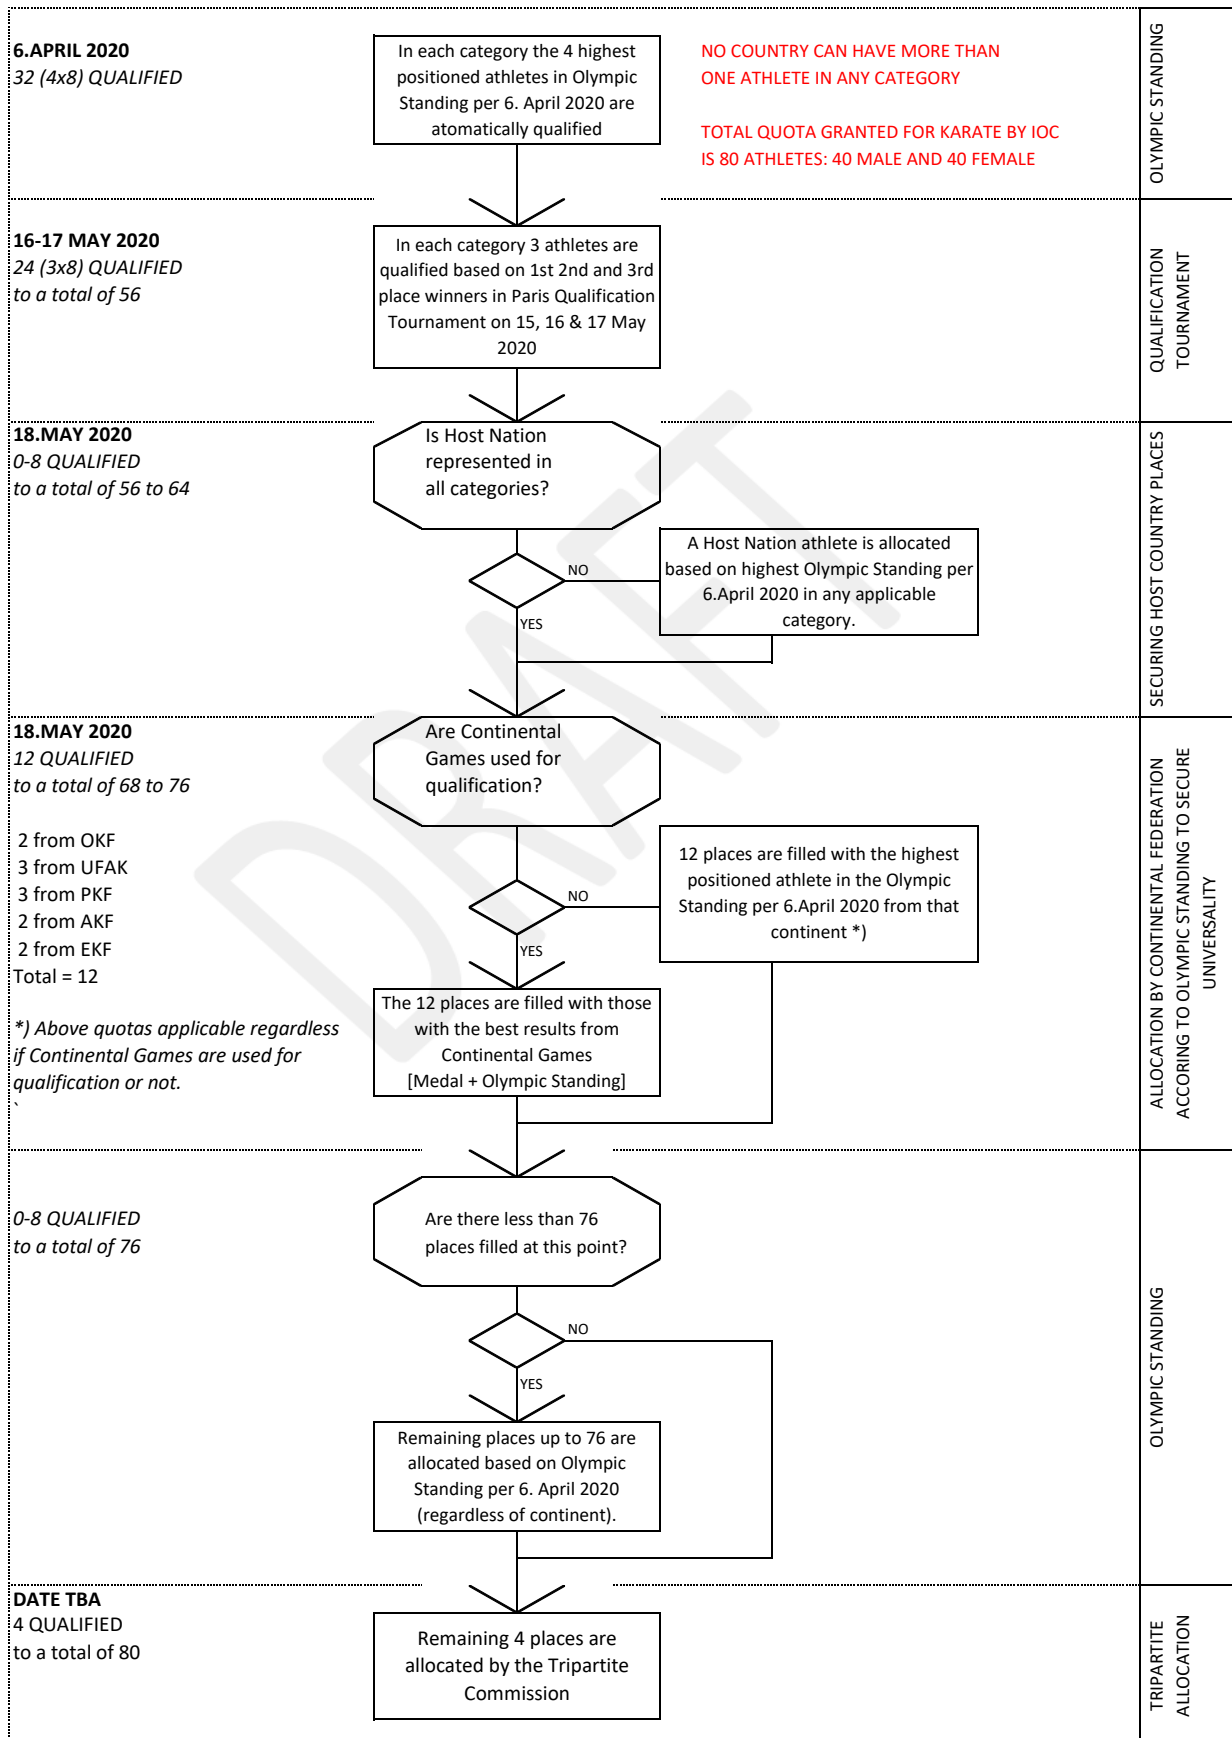 6.APRIL 2020
32 (4x8) QUALIFIED
In each category the 4 highest
positioned athletes in Olympic
Standing per 6. April 2020 are
atomatically qualified
NO COUNTRY CAN HAVE MORE THAN
ONE ATHLETE IN ANY CATEGORY
TOTAL QUOTA GRANTED FOR KARATE BY IOC
IS 80 ATHLETES: 40 MALE AND 40 FEMALE
OLYMPIC STANDING
16-17 MAY 2020
24 (3x8) QUALIFIED
to a total of 56
In each category 3 athletes are
qualified based on 1st 2nd and 3rd
place winners in Paris Qualification
Tournament on 15, 16 & 17 May
2020
QUALIFICATION
TOURNAMENT
18.MAY 2020
0-8 QUALIFIED
to a total of 56 to 64
Is Host Nation
represented in
all categories?
NO
YES
A Host Nation athlete is allocated
based on highest Olympic Standing per
6.April 2020 in any applicable
category.
SECURING HOST COUNTRY PLACES
18.MAY 2020
12 QUALIFIED
to a total of 68 to 76
2 from OKF
3 from UFAK
3 from PKF
2 from AKF
2 from EKF
Total = 12
*) Above quotas applicable regardless
if Continental Games are used for
qualification or not.
`
Are Continental
Games used for
qualification?
NO
YES
12 places are filled with the highest
positioned athlete in the Olympic
Standing per 6.April 2020 from that
continent *)
The 12 places are filled with those
with the best results from
Continental Games
[Medal + Olympic Standing]
ALLOCATION BY CONTINENTAL FEDERATION
ACCORING TO OLYMPIC STANDING TO SECURE
UNIVERSALITY
0-8 QUALIFIED
to a total of 76
Are there less than 76
places filled at this point?
NO
YES
Remaining places up to 76 are
allocated based on Olympic
Standing per 6. April 2020
(regardless of continent).
OLYMPIC STANDING
DATE TBA
4 QUALIFIED
to a total of 80
Remaining 4 places are
allocated by the Tripartite
Commission
TRIPARTITE
ALLOCATION
DRAFT